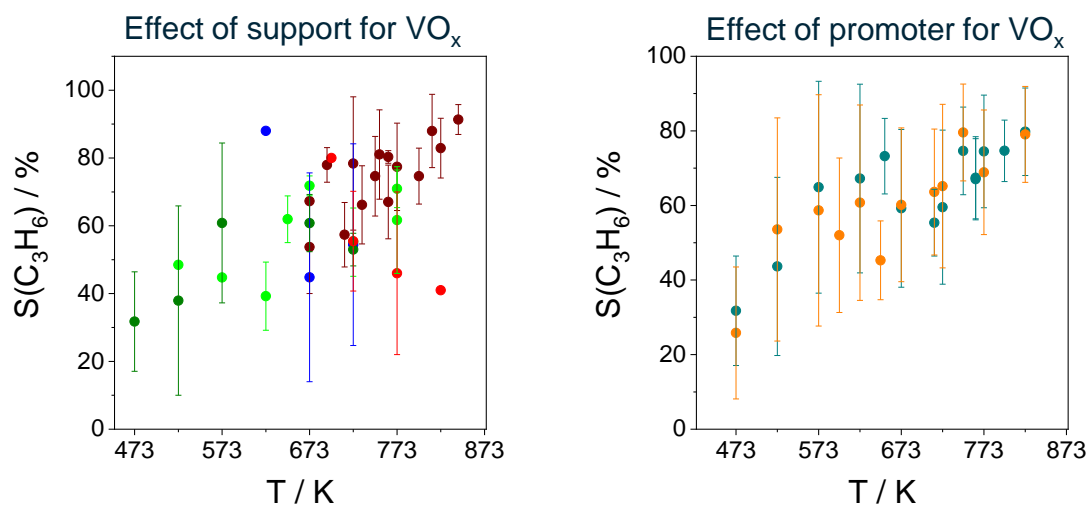 Effect of support for VOₓ
S(C₃H₆) / %
100
80
60
40
20
0
473 573 673 773 873
T / K
Effect of promoter for VOₓ
S(C₃H₆) / %
100
80
60
40
20
0
473 573 673 773 873
T / K